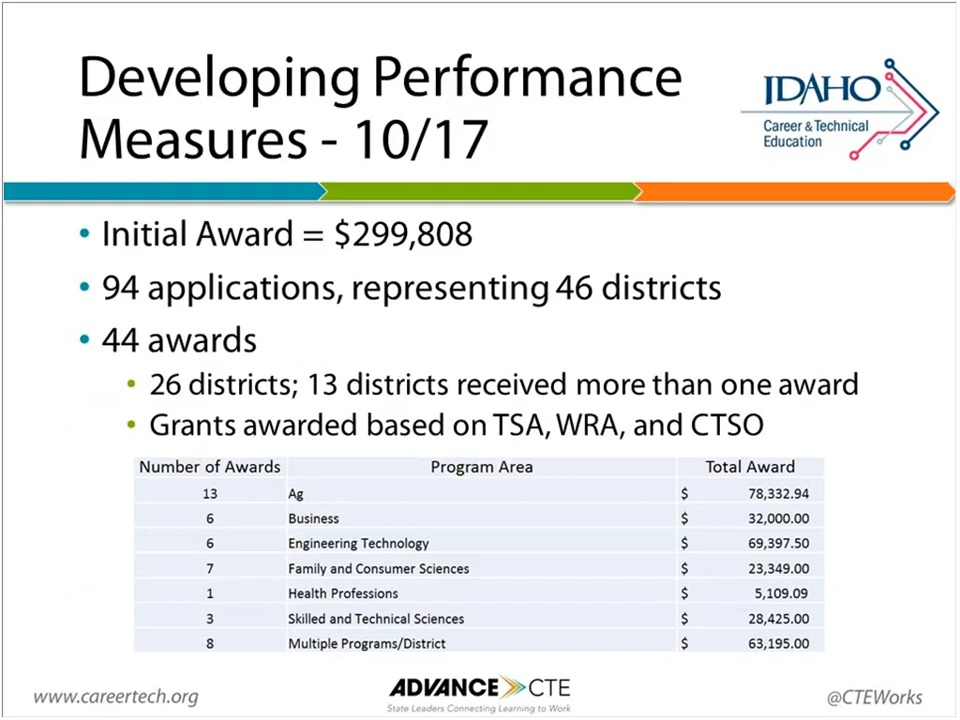 Developing Performance
Measures - 10/17
IDAHO
Career & Technical
Education
• Initial Award = $299,808
• 94 applications, representing 46 districts
• 44 awards
• 26 districts; 13 districts received more than one award
• Grants awarded based on TSA, WRA, and CTSO
Number of Awards Program Area Total Award
13 Ag $ 78,332.94
6 Business $ 32,000.00
6 Engineering Technology $ 69,397.50
7 Family and Consumer Sciences $ 23,349.00
1 Health Professions $ 5,109.09
3 Skilled and Technical Sciences $ 28,425.00
8 Multiple Programs/District $ 63,195.00
www.careertech.org
ADVANCE CTE
State Leaders Connecting Learning to Work
@CTEWorks